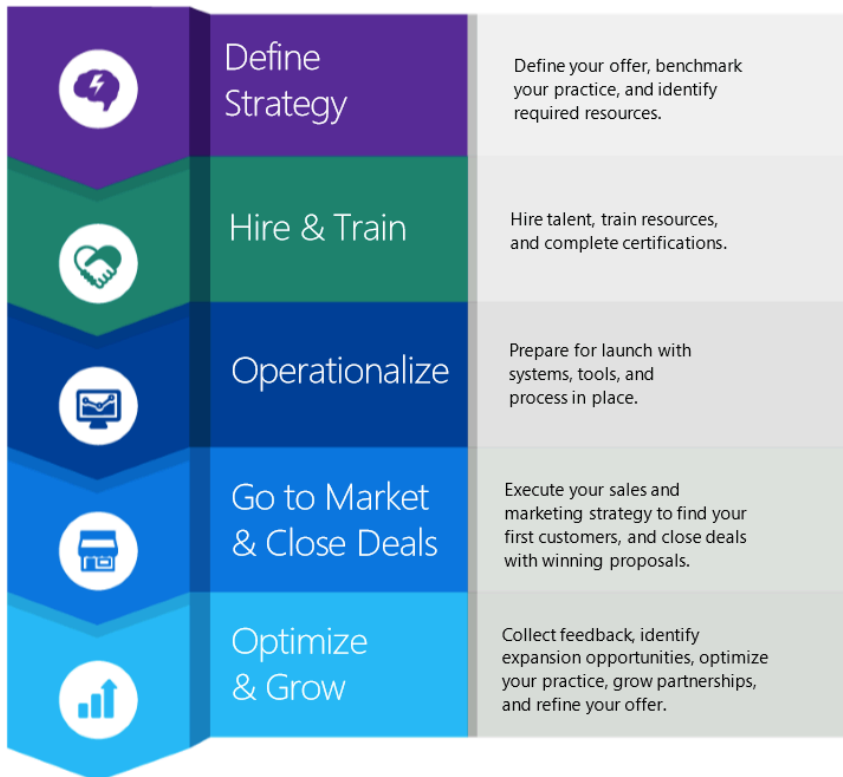 Define
Strategy
Define your offer, benchmark
your practice, and identify
required resources.
Hire & Train
Hire talent, train resources,
and complete certifications.
Operationalize
Prepare for launch with
systems, tools, and
process in place.
Go to Market
& Close Deals
Execute your sales and
marketing strategy to find your
first customers, and close deals
with winning proposals.
Optimize
& Grow
Collect feedback, identify
expansion opportunities, optimize
your practice, grow partnerships,
and refine your offer.